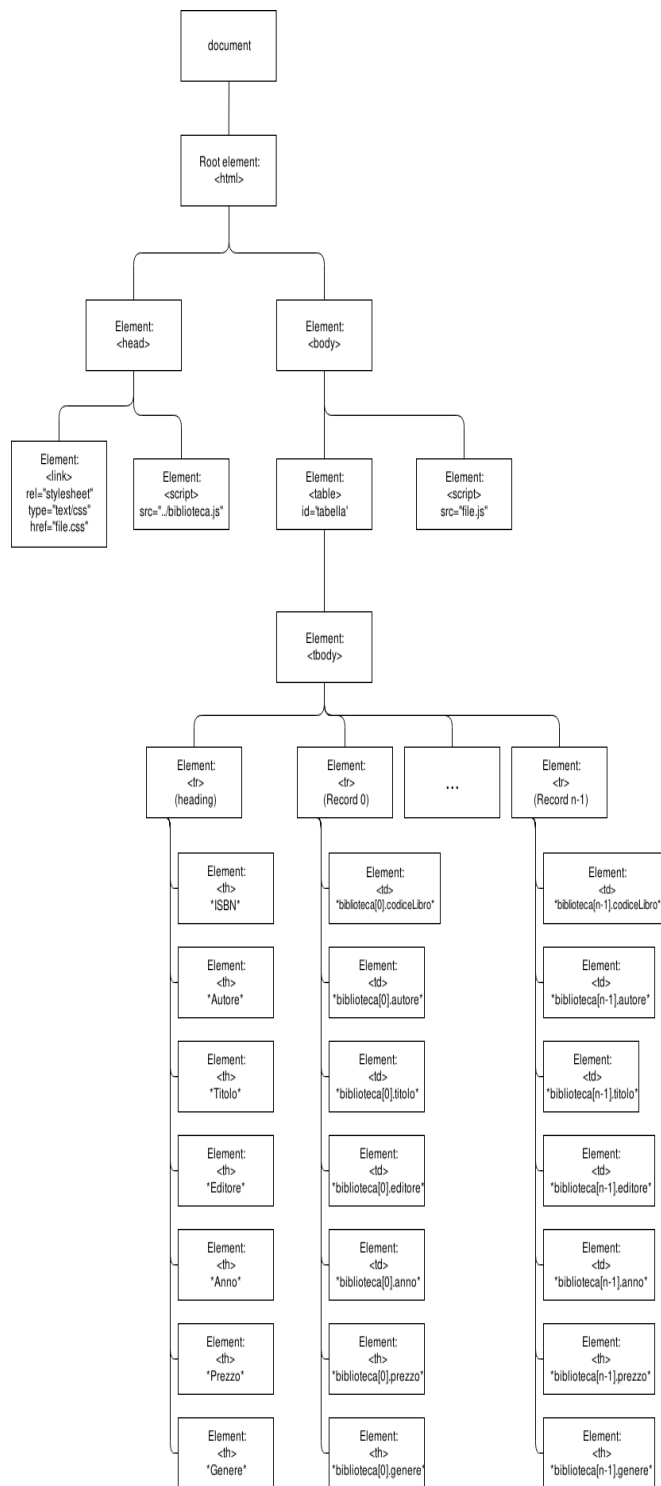 document
Root element:
<html>
Element:
<head>
Element:
<body>
Element:
<link>
rel="stylesheet"
type="text/css"
href="file.css"
Element:
<script>
src="../biblioteca.js"
Element:
<table>
id='tabella'
Element:
<script>
src="file.js"
Element:
<tbody>
Element:
<tr>
(heading)
Element:
<tr>
(Record 0)
...
Element:
<tr>
(Record n-1)
Element:
<th>
*ISBN*
Element:
<td>
*biblioteca[0].codiceLibro*
Element:
<td>
*biblioteca[n-1].codiceLibro*
Element:
<th>
*Autore*
Element:
<td>
*biblioteca[0].autore*
Element:
<td>
*biblioteca[n-1].autore*
Element:
<th>
*Titolo*
Element:
<td>
*biblioteca[0].titolo*
Element:
<td>
*biblioteca[n-1].titolo*
Element:
<th>
*Editore*
Element:
<td>
*biblioteca[0].editore*
Element:
<td>
*biblioteca[n-1].editore*
Element:
<th>
*Anno*
Element:
<td>
*biblioteca[0].anno*
Element:
<td>
*biblioteca[n-1].anno*
Element:
<th>
*Prezzo*
Element:
<th>
*biblioteca[0].prezzo*
Element:
<th>
*biblioteca[n-1].prezzo*
Element:
<th>
*Genere*
Element:
<th>
*biblioteca[0].genere*
Element:
<th>
*biblioteca[n-1].genere*